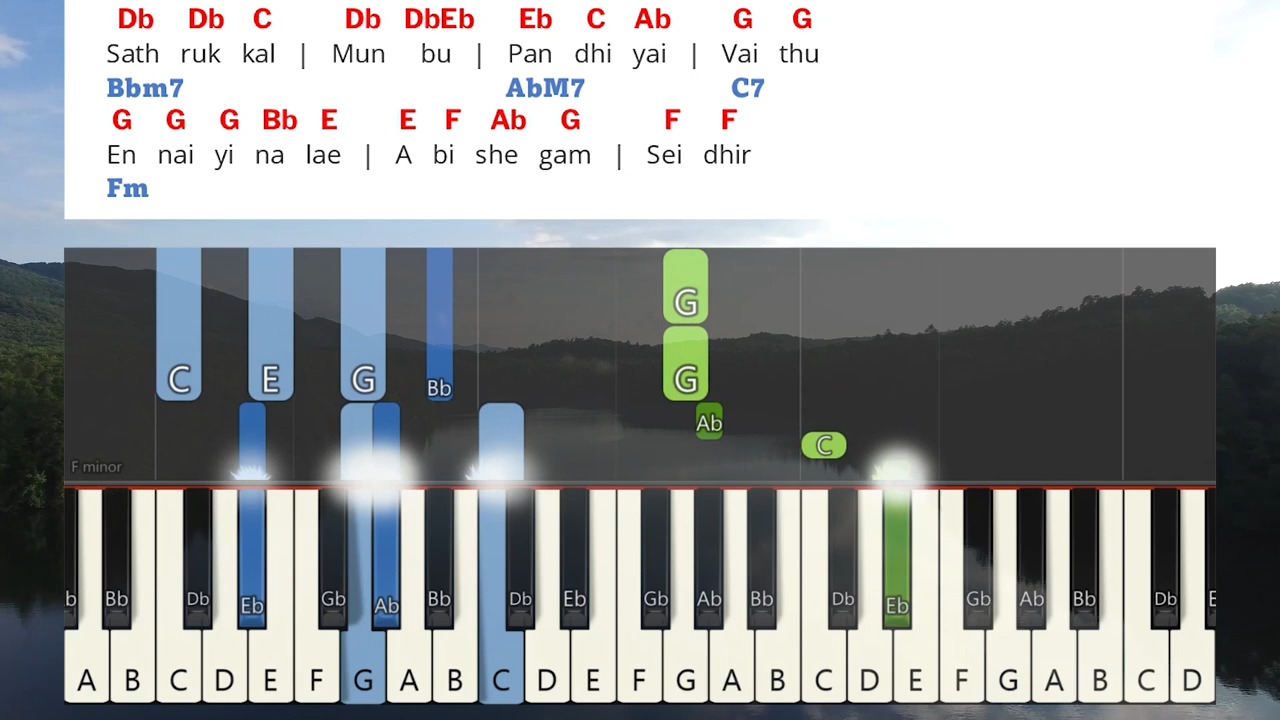 Db Db C Db DbEb Eb C Ab G G
Sath ruk kal | Mun bu | Pan dhi yai | Vai thu
Bbm7 AbM7 C7
G G G Bb E E F Ab G F F
En nai yi na lae | A bi she gam | Sei dhir
Fm
G
C E G Bb G
Ab
C
F minor
b Bb Db Eb Gb Ab Bb Db Eb Gb Ab Bb Db Eb Gb Ab Bb Db E
A B C D E F G A B C D E F G A B C D E F G A B C D